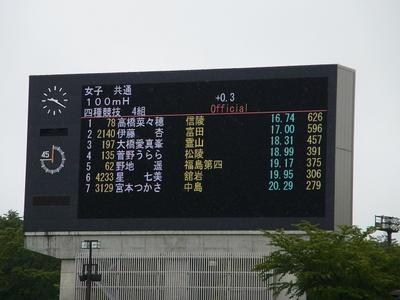 女子 共通
100mH +0.3
四種競技 4組 Official
1 78 高橋菜々穂 信陵 16.74 626
2 2140 伊藤 杏 富田 17.00 596
3 197 大橋愛真峯 霊山 18.31 457
4 135 菅野うらら 松陵 18.99 391
5 62 野地 遥 福島第四 19.17 375
6 4233 星 七美 舘岩 19.95 306
7 3129 宮本つかさ 中島 20.29 279
45